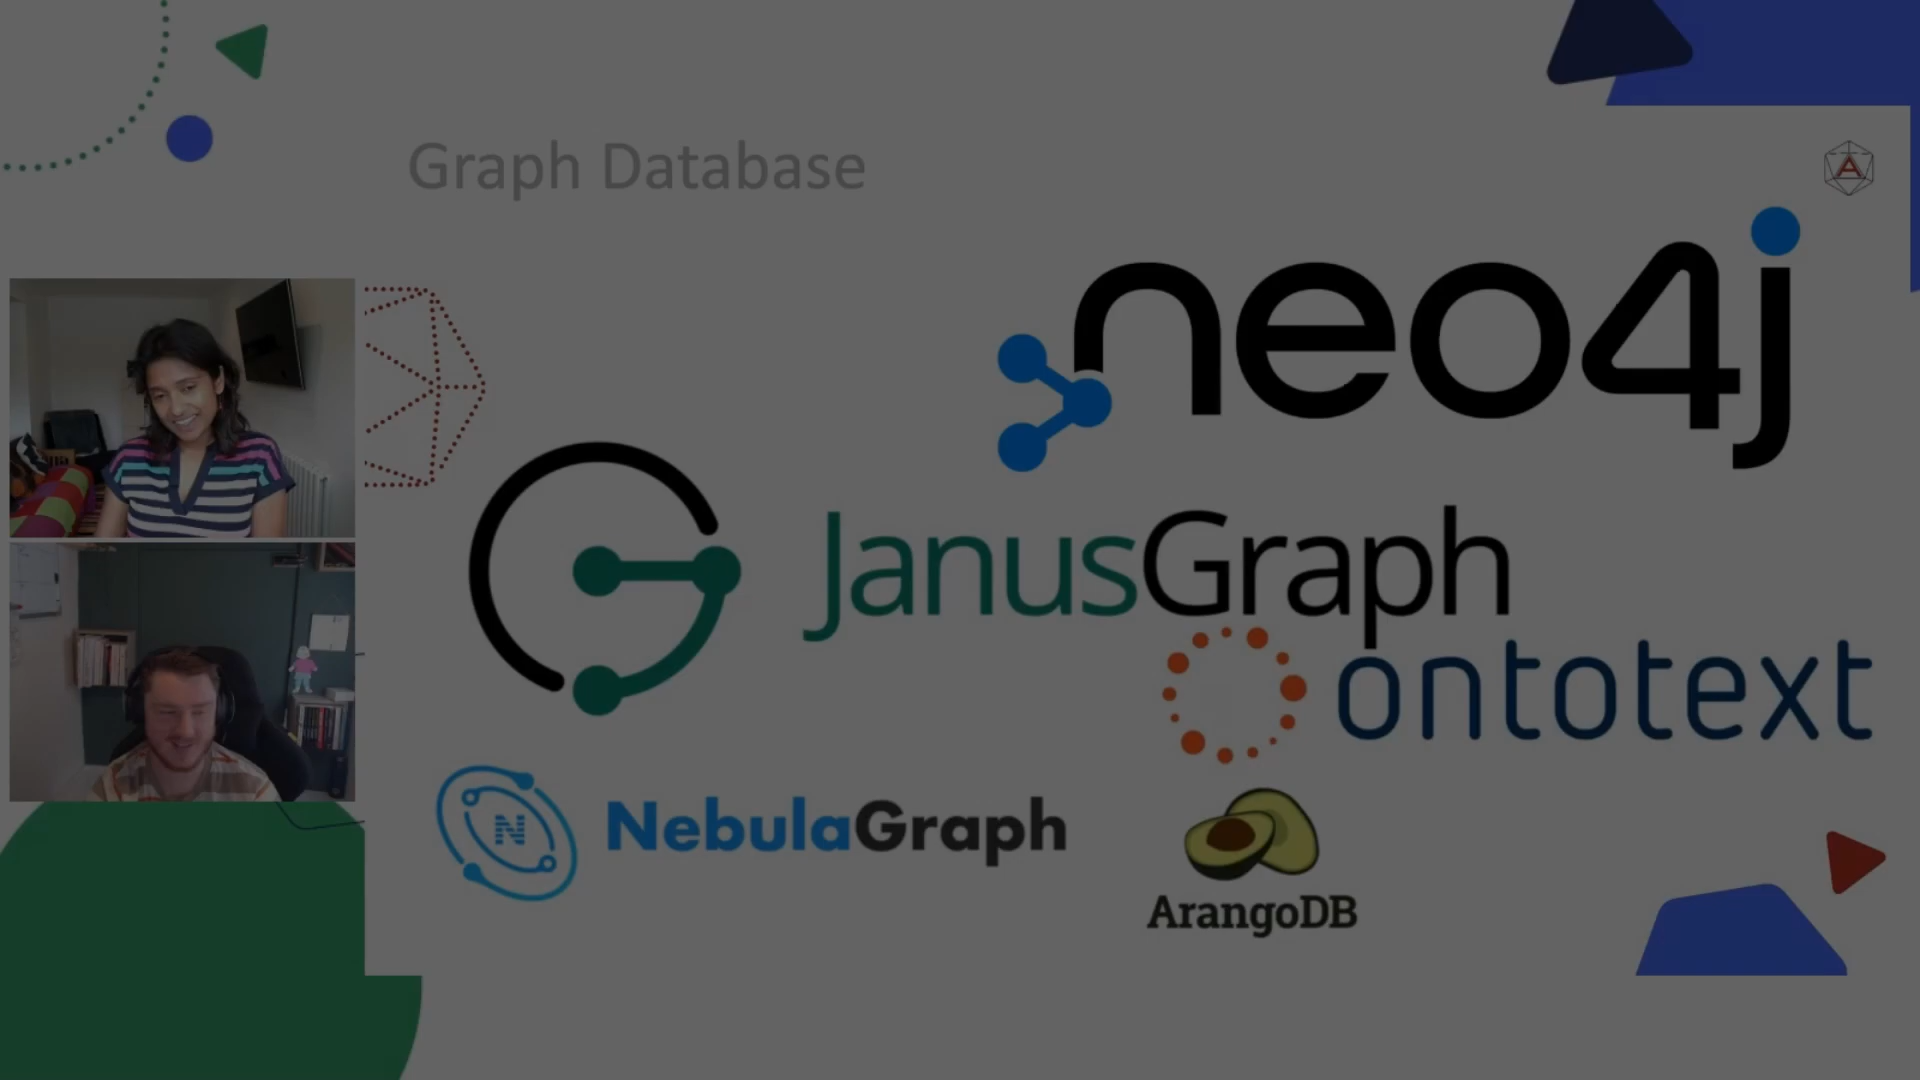 Graph Database
A
neo4j
JanusGraph
ontotext
N
NebulaGraph
ArangoDB